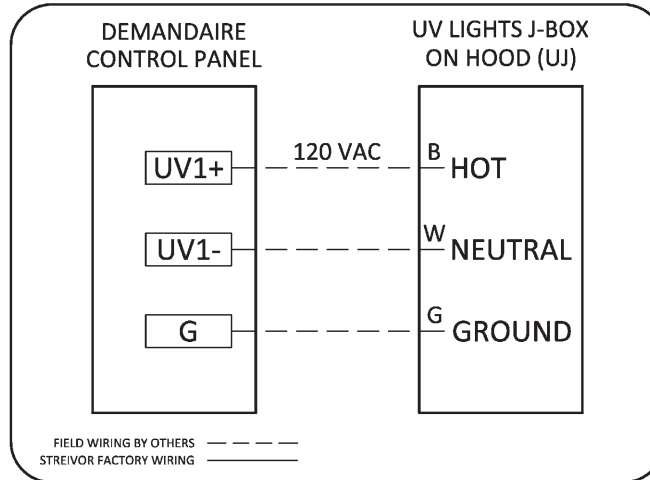 DEMANDAIRE
CONTROL PANEL
UV LIGHTS J-BOX
ON HOOD (UJ)
UV1+
120 VAC
B
HOT
UV1-
W
NEUTRAL
G
G
GROUND
FIELD WIRING BY OTHERS
STREIVOR FACTORY WIRING